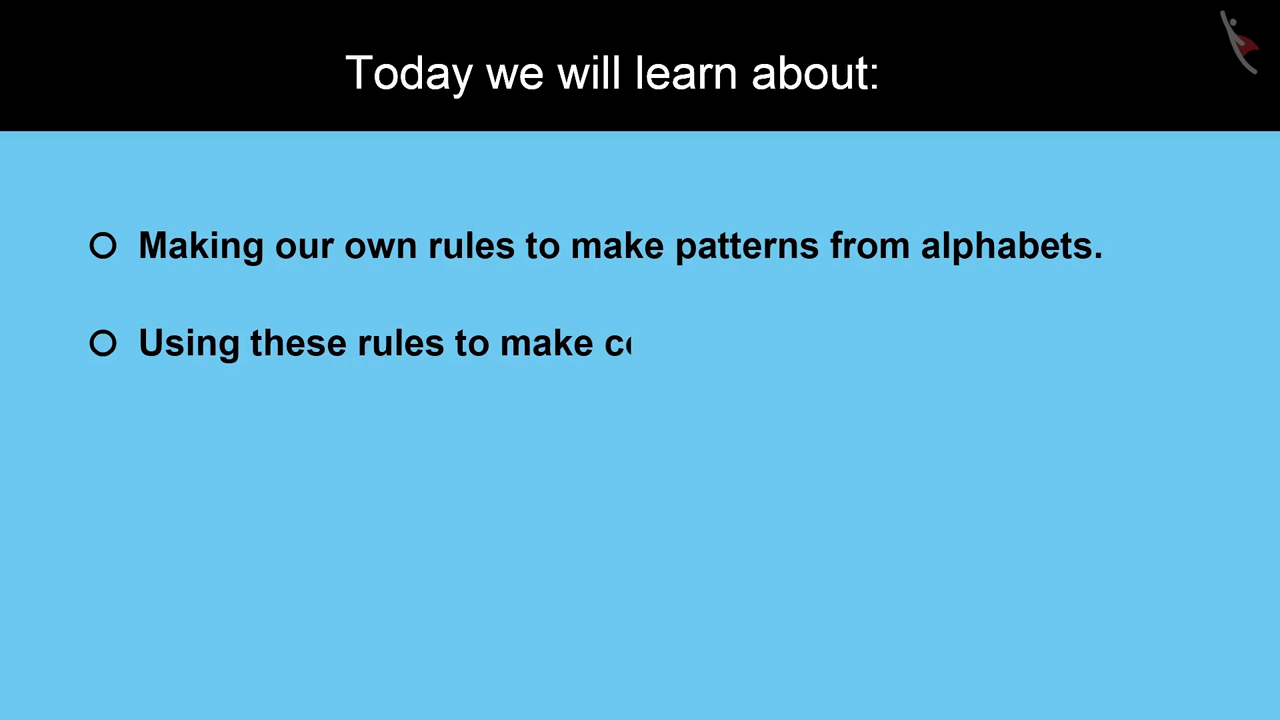 Today we will learn about:
Making our own rules to make patterns from alphabets.
Using these rules to make